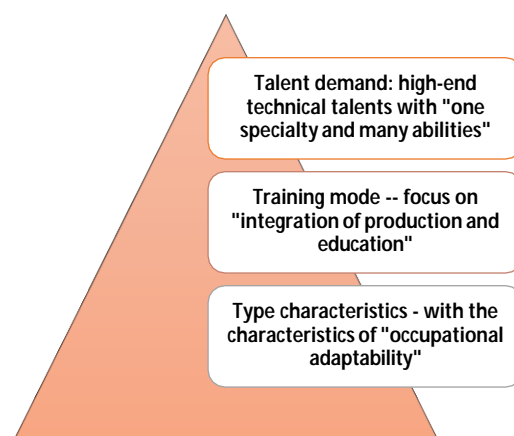 Talent demand: high-end
technical talents with "one
specialty and many abilities"
Training mode -- focus on
"integration of production and
education"
Type characteristics - with the
characteristics of "occupational
adaptability"